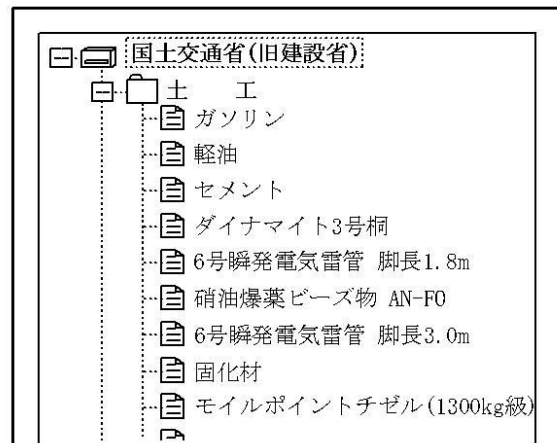 国土交通省(旧建設省)
土　　工
ガソリン
軽油
セメント
ダイナマイト3号桐
6号瞬発電気雷管 脚長1.8m
硝油爆薬ビーズ物 AN-FO
6号瞬発電気雷管 脚長3.0m
固化材
モイルポイントチゼル(1300kg級)